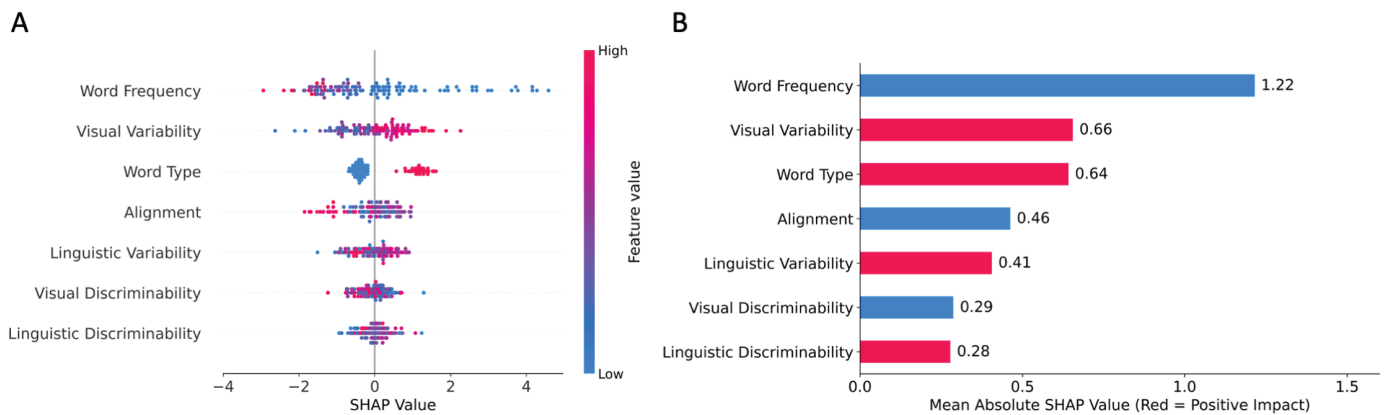 A
Word Frequency
Visual Variability
Word Type
Alignment
Linguistic Variability
Visual Discriminability
Linguistic Discriminability
−4
−2
0
2
4
SHAP Value
High
Low
Feature value
B
Word Frequency
Visual Variability
Word Type
Alignment
Linguistic Variability
Visual Discriminability
Linguistic Discriminability
1.22
0.66
0.64
0.46
0.41
0.29
0.28
0.0
0.5
1.0
1.5
Mean Absolute SHAP Value (Red = Positive Impact)